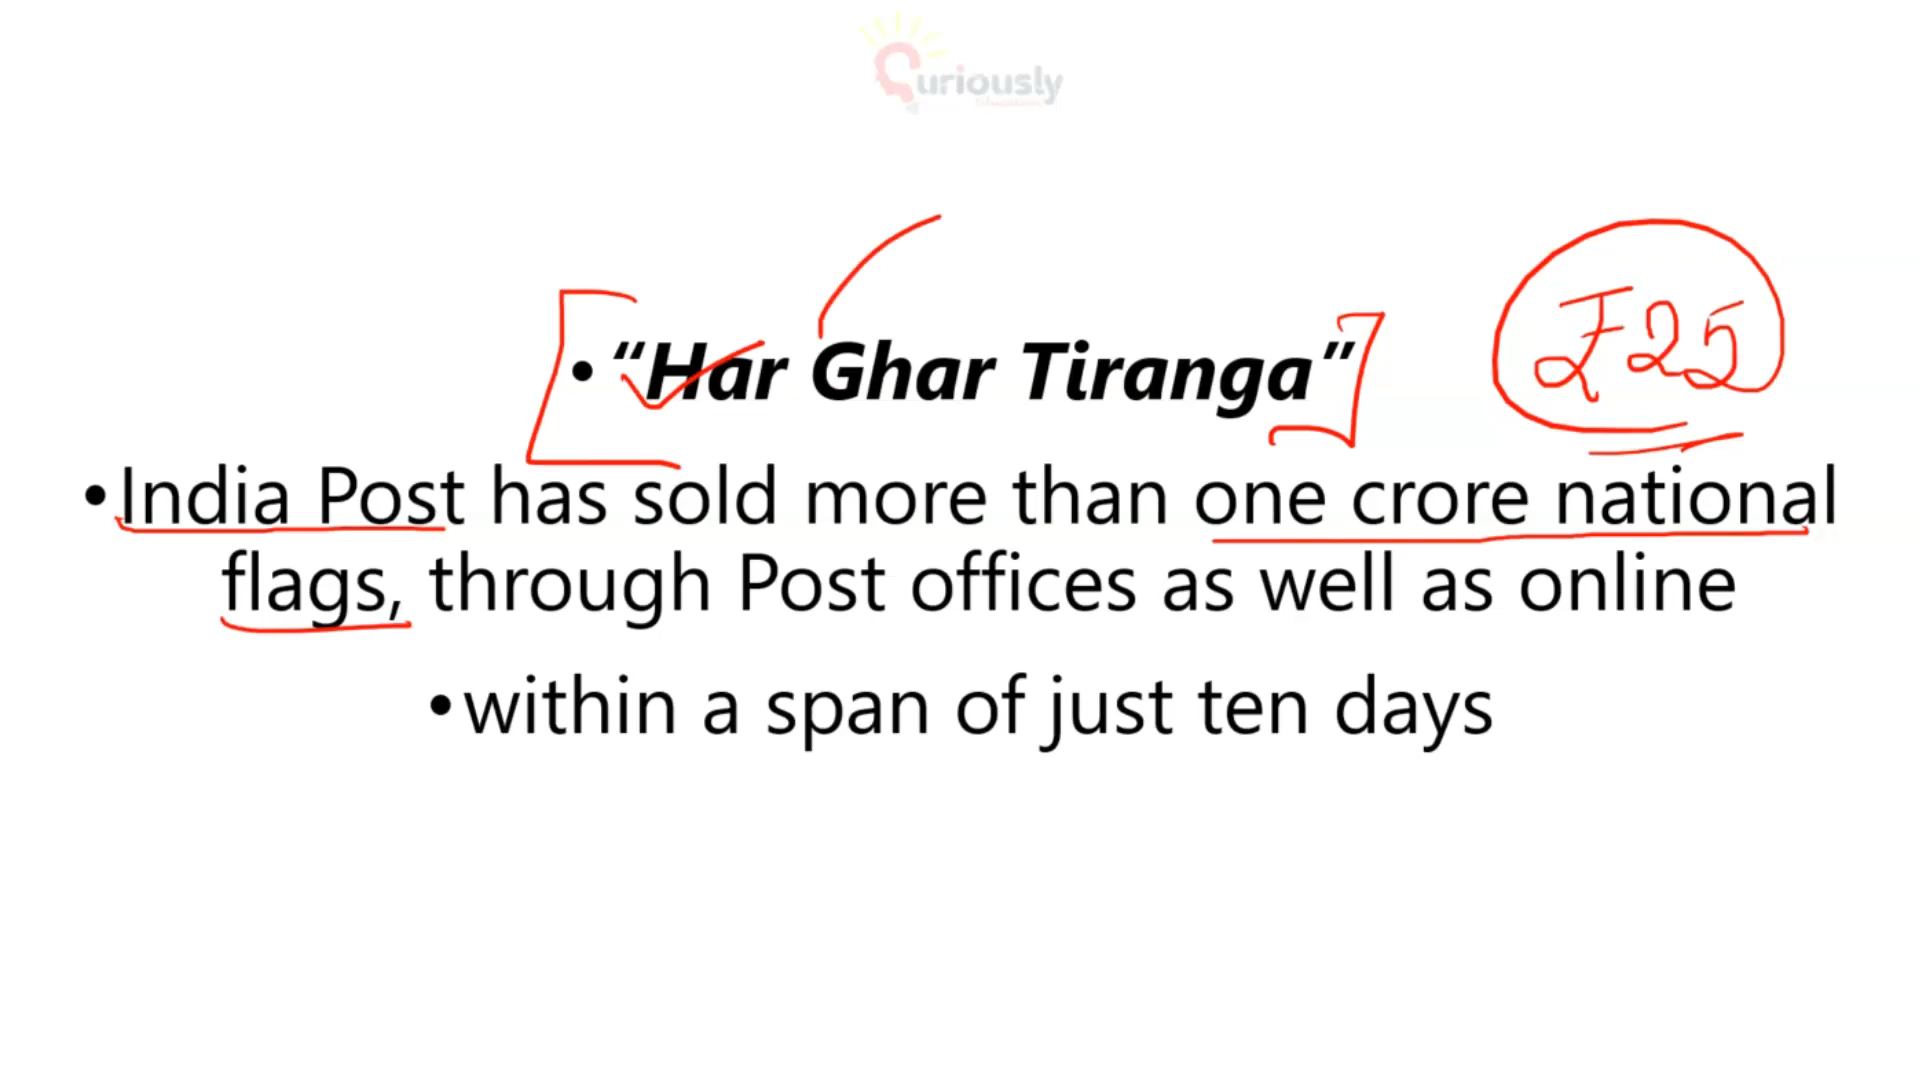 Curiously
• "Har Ghar Tiranga"
₹25
•India Post has sold more than one crore national
flags, through Post offices as well as online
•within a span of just ten days